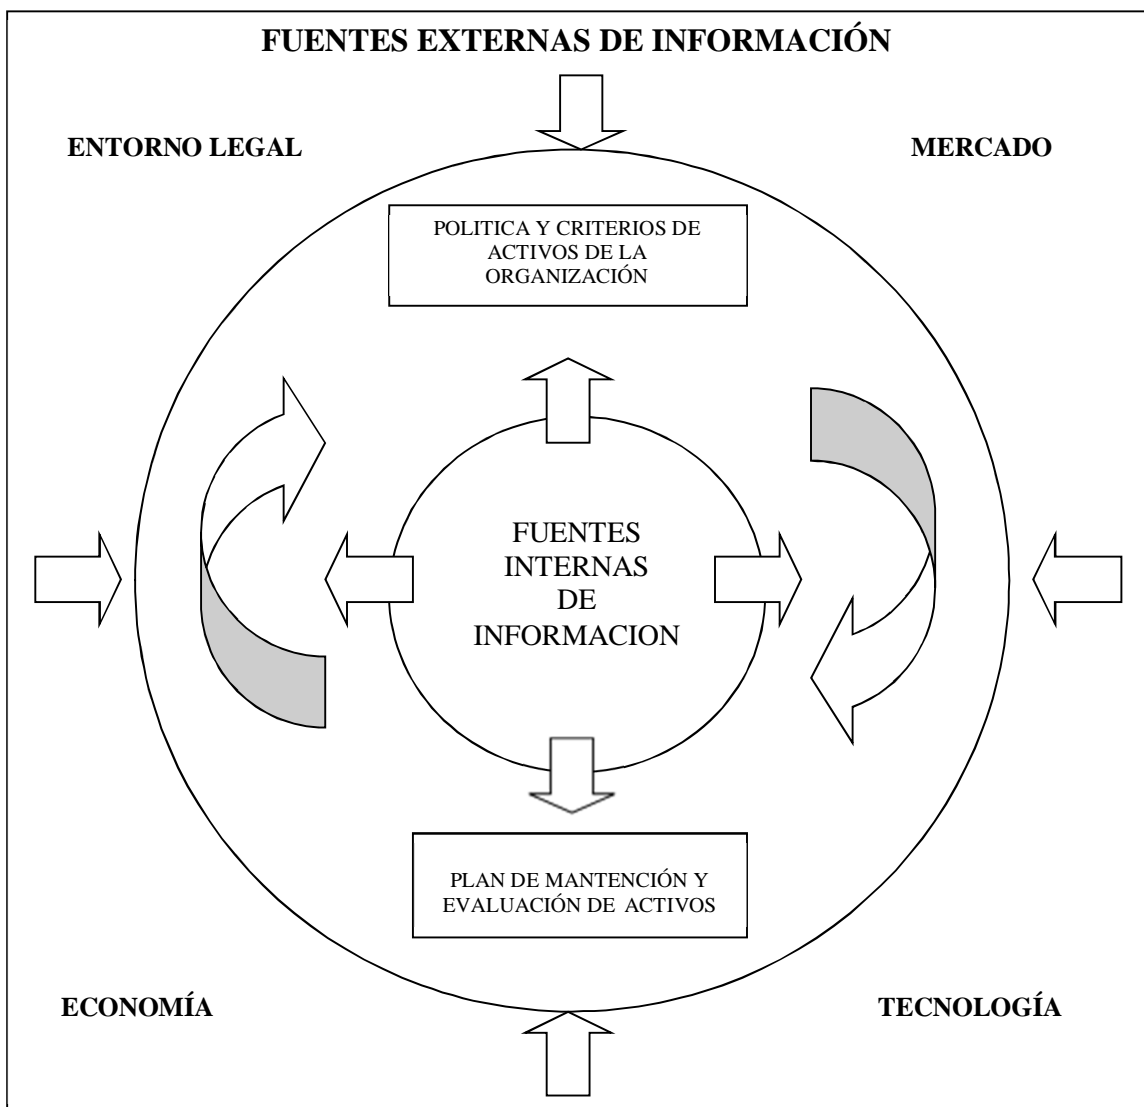 FUENTES EXTERNAS DE INFORMACIÓN
ENTORNO LEGAL
MERCADO
POLITICA Y CRITERIOS DE
ACTIVOS DE LA
ORGANIZACIÓN
FUENTES
INTERNAS
DE
INFORMACION
PLAN DE MANTENCIÓN Y
EVALUACIÓN DE ACTIVOS
ECONOMÍA
TECNOLOGÍA